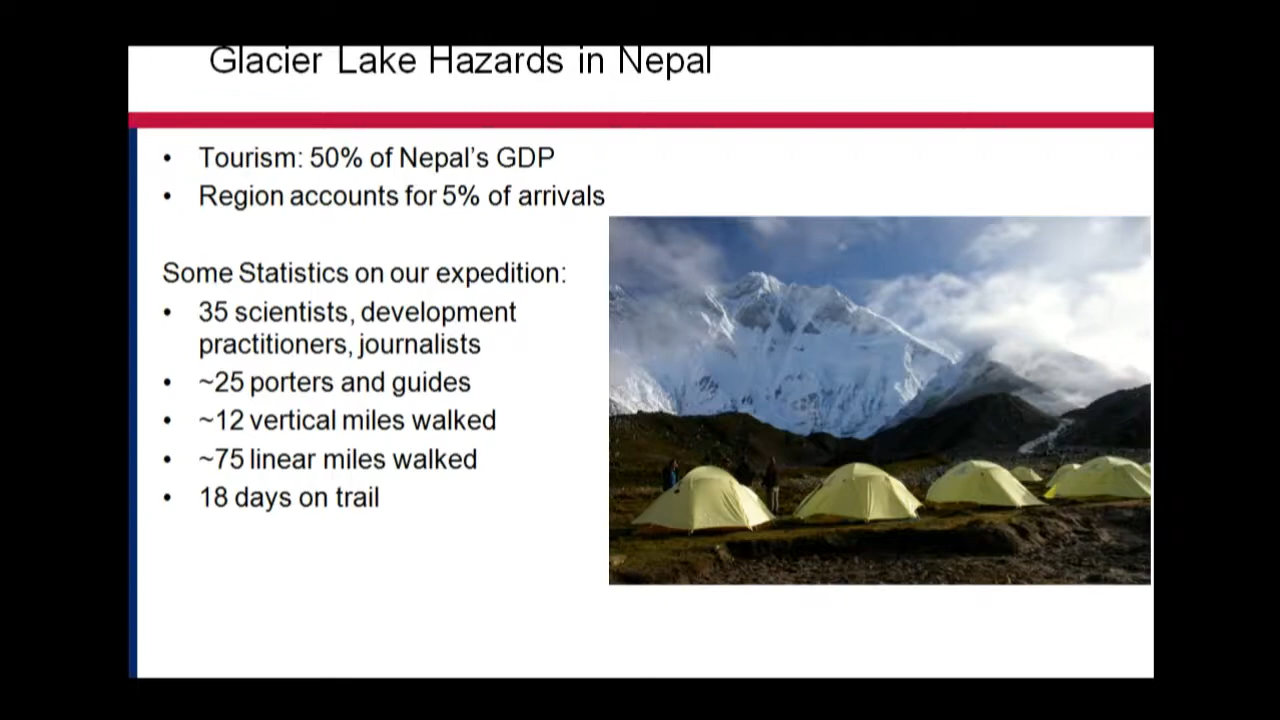 Glacier Lake Hazards in Nepal
• Tourism: 50% of Nepal's GDP
• Region accounts for 5% of arrivals
Some Statistics on our expedition:
• 35 scientists, development
practitioners, journalists
• ~25 porters and guides
• ~12 vertical miles walked
• ~75 linear miles walked
• 18 days on trail